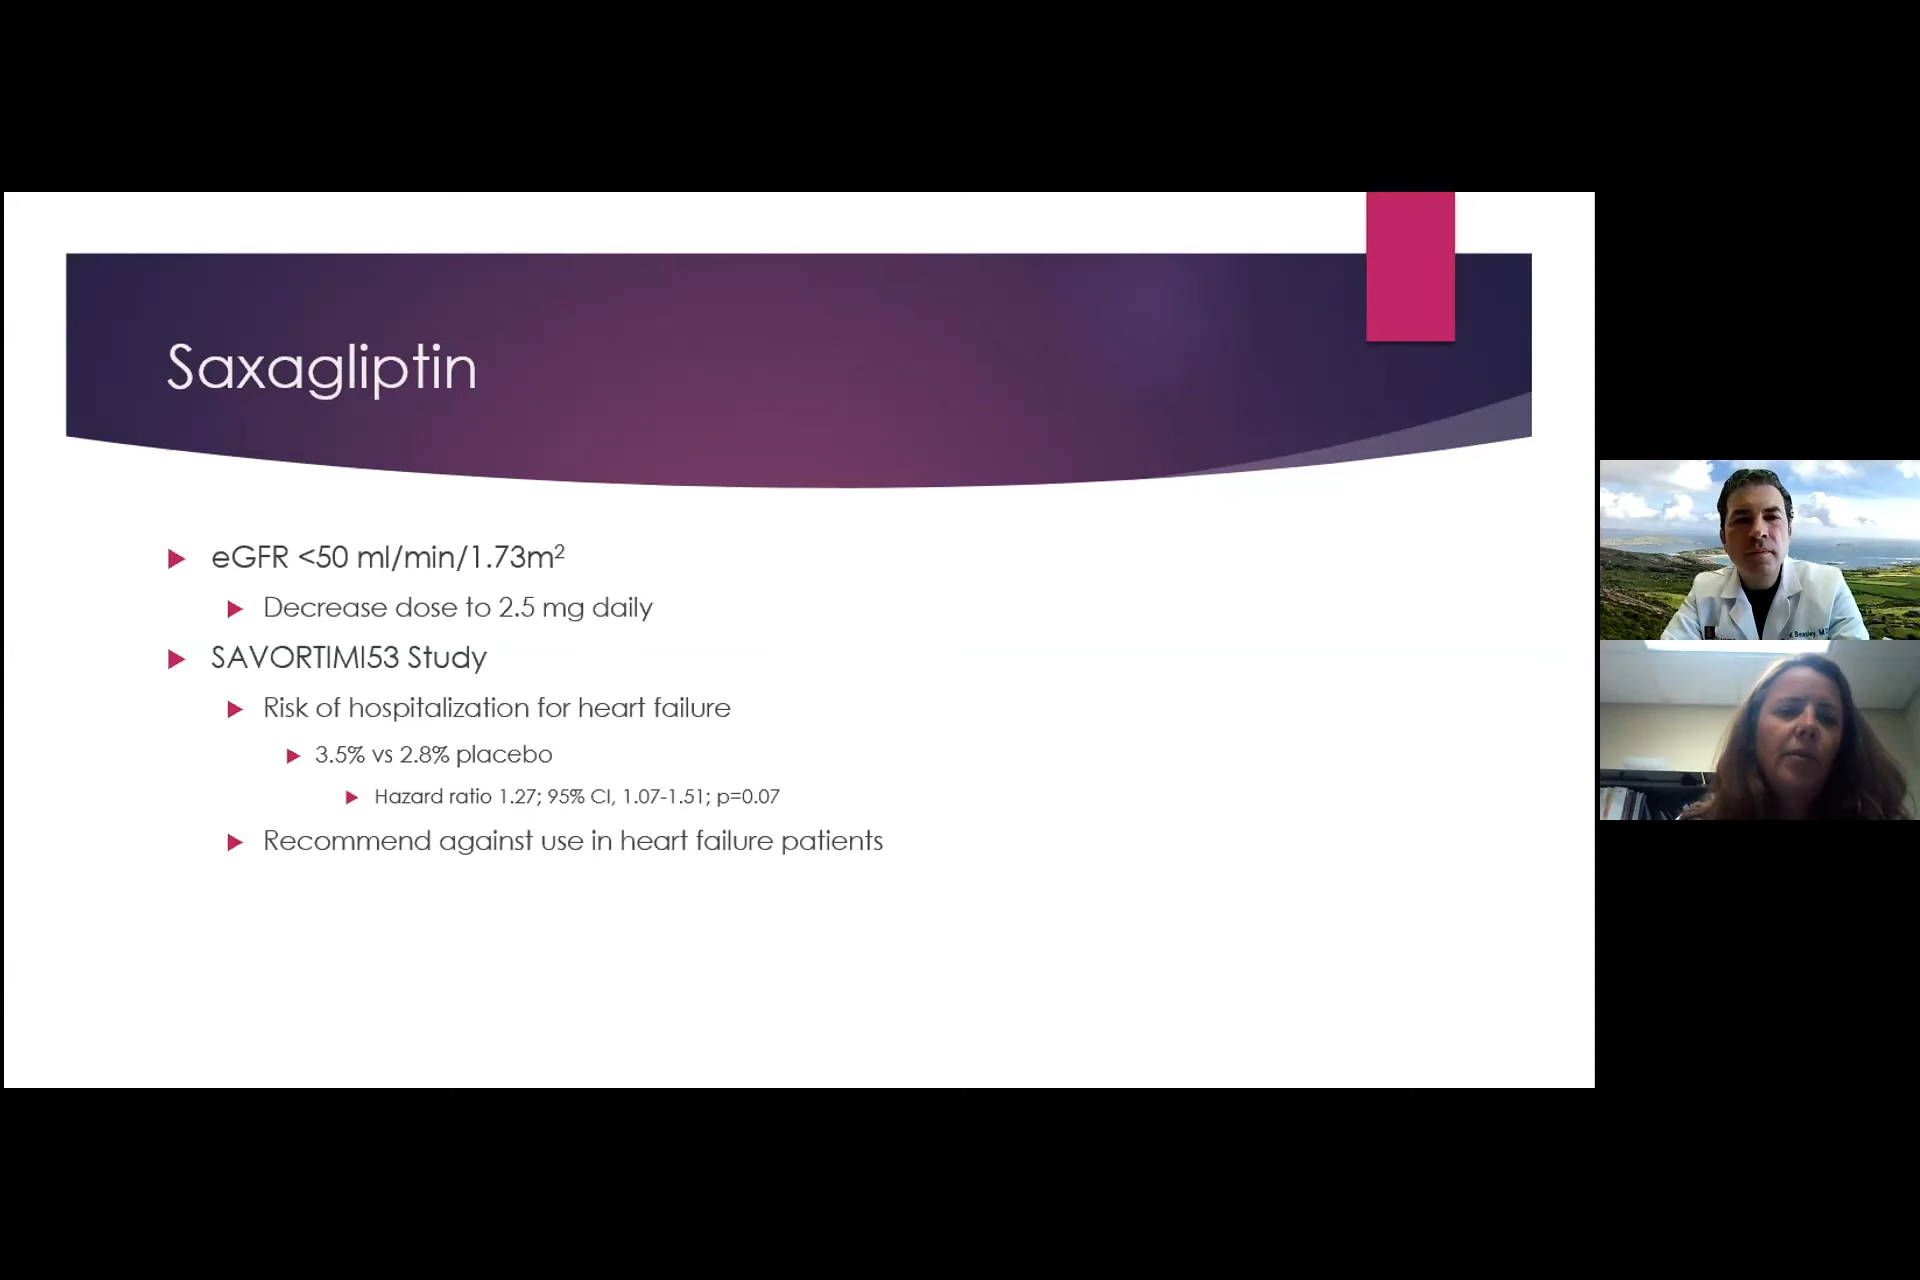 Saxagliptin
eGFR <50 ml/min/1.73m²
Decrease dose to 2.5 mg daily
SAVORTIMI53 Study
Risk of hospitalization for heart failure
3.5% vs 2.8% placebo
Hazard ratio 1.27; 95% CI, 1.07-1.51; p=0.07
Recommend against use in heart failure patients
Beasley, M.D.